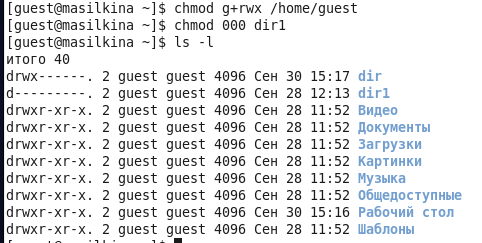 [guest@masilkina ~]$ chmod g+rwx /home/guest
[guest@masilkina ~]$ chmod 000 dir1
[guest@masilkina ~]$ ls -l
итого 40
drwx------. 2 guest guest 4096 Сен 30 15:17 dir
d---------. 2 guest guest 4096 Сен 28 12:13 dir1
drwxr-xr-x. 2 guest guest 4096 Сен 28 11:52 Видео
drwxr-xr-x. 2 guest guest 4096 Сен 28 11:52 Документы
drwxr-xr-x. 2 guest guest 4096 Сен 28 11:52 Загрузки
drwxr-xr-x. 2 guest guest 4096 Сен 28 11:52 Картинки
drwxr-xr-x. 2 guest guest 4096 Сен 28 11:52 Музыка
drwxr-xr-x. 2 guest guest 4096 Сен 28 11:52 Общедоступные
drwxr-xr-x. 2 guest guest 4096 Сен 30 15:16 Рабочий стол
drwxr-xr-x. 2 guest guest 4096 Сен 28 11:52 Шаблоны
[guest@masilkina ~]$